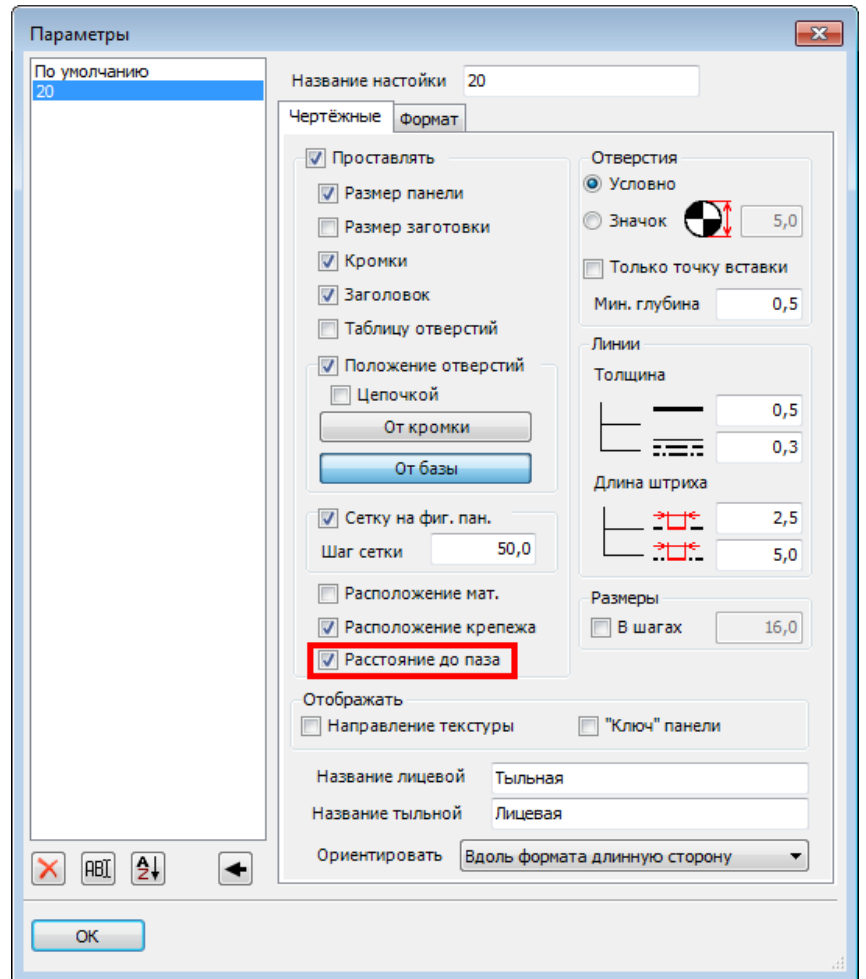 Параметры
По умолчанию
20
Название настойки 20
Чертёжные Формат
Проставлять
Размер панели
Размер заготовки
Кромки
Заголовок
Таблицу отверстий
Положение отверстий
Цепочкой
От кромки
От базы
Сетку на фиг. пан.
Шаг сетки 50,0
Расположение мат.
Расположение крепежа
Расстояние до паза
Отверстия
Условно
Значок 5,0
Только точку вставки
Мин. глубина 0,5
Линии
Толщина
0,5
0,3
Длина штриха
2,5
5,0
Размеры
В шагах 16,0
Отображать
Направление текстуры "Ключ" панели
Название лицевой Тыльная
Название тыльной Лицевая
Ориентировать Вдоль формата длинную сторону
ABI AZ
OK